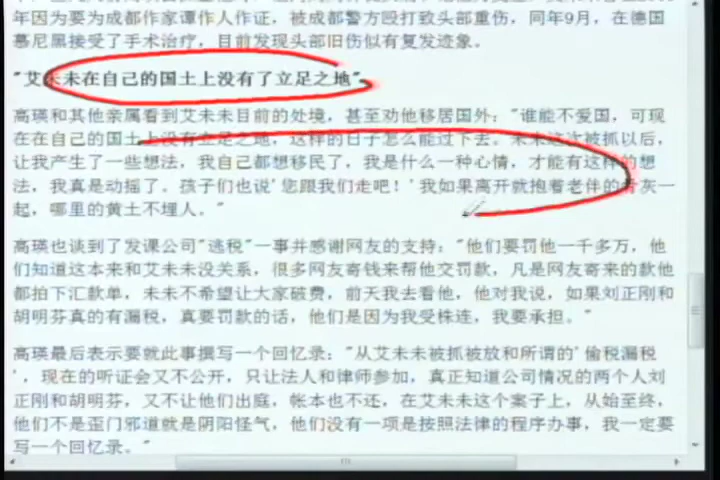 年因为要为成都作家谭作人作证，被成都警方殴打致头部重伤，同年9月，在德国
慕尼黑接受了手术治疗，目前发现头部旧伤似有复发迹象。
"艾未未在自己的国土上没有了立足之地"
高瑛和其他亲属看到艾未未目前的处境，甚至劝他移居国外："谁能不爱国，可现
在在自己的国土上没有立足之地，这样的日子怎么能过下去。未未这次被抓以后，
让我产生了一些想法，我自己都想移民了，我是什么一种心情，才能有这样的想
法，我真是动摇了。孩子们也说'您跟我们走吧！'我如果离开就抱着老伴的骨灰一
起，哪里的黄土不埋人。"
高瑛也谈到了发课公司"逃税"一事并感谢网友的支持："他们要罚他一千多万，他
们知道这本来和艾未未没关系，很多网友寄钱来帮他交罚款，凡是网友寄来的款他
都拍下汇款单，未未不希望让大家破费，前天我去看他，他对我说，如果刘正刚和
胡明芬真的有漏税，真要罚款的话，他们是因为我受株连，我要承担。"
高瑛最后表示要就此事撰写一个回忆录："从艾未未被抓被放和所谓的'偷税漏税
'，现在的听证会又不公开，只让法人和律师参加，真正知道公司情况的两个人刘
正刚和胡明芬，又不让他们出庭，帐本也不还，在艾未未这个案子上，从始至终，
他们不是歪门邪道就是阴阳怪气，他们没有一项是按照法律的程序办事，我一定要
写一个回忆录。"